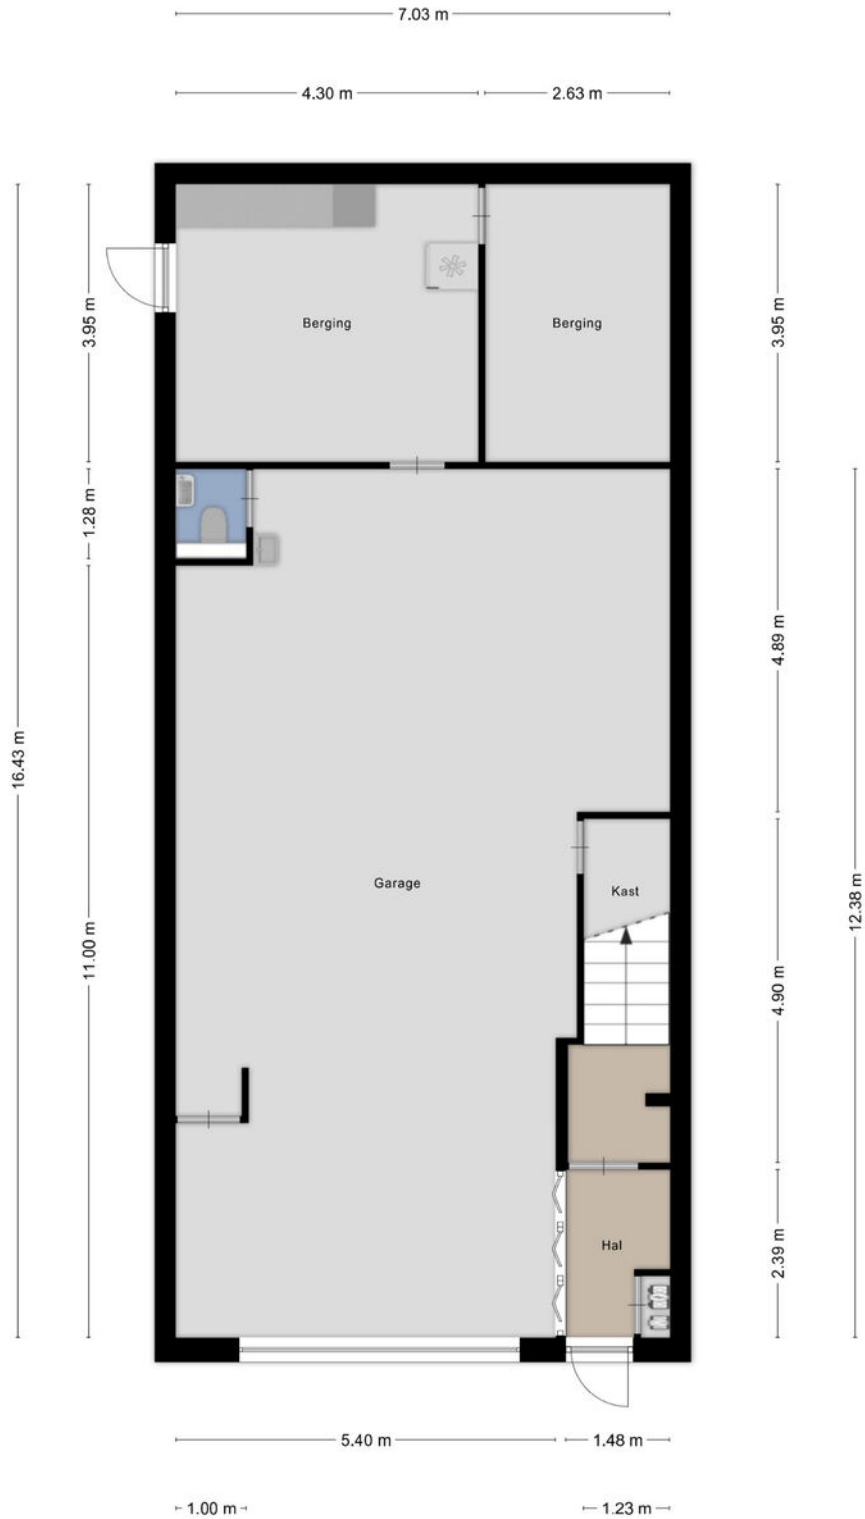 7.03 m
4.30 m
2.63 m
3.95 m
3.95 m
Berging
Berging
1.28 m
4.89 m
16.43 m
Garage
Kast
12.38 m
11.00 m
4.90 m
Hal
2.39 m
5.40 m
1.48 m
1.00 m
1.23 m